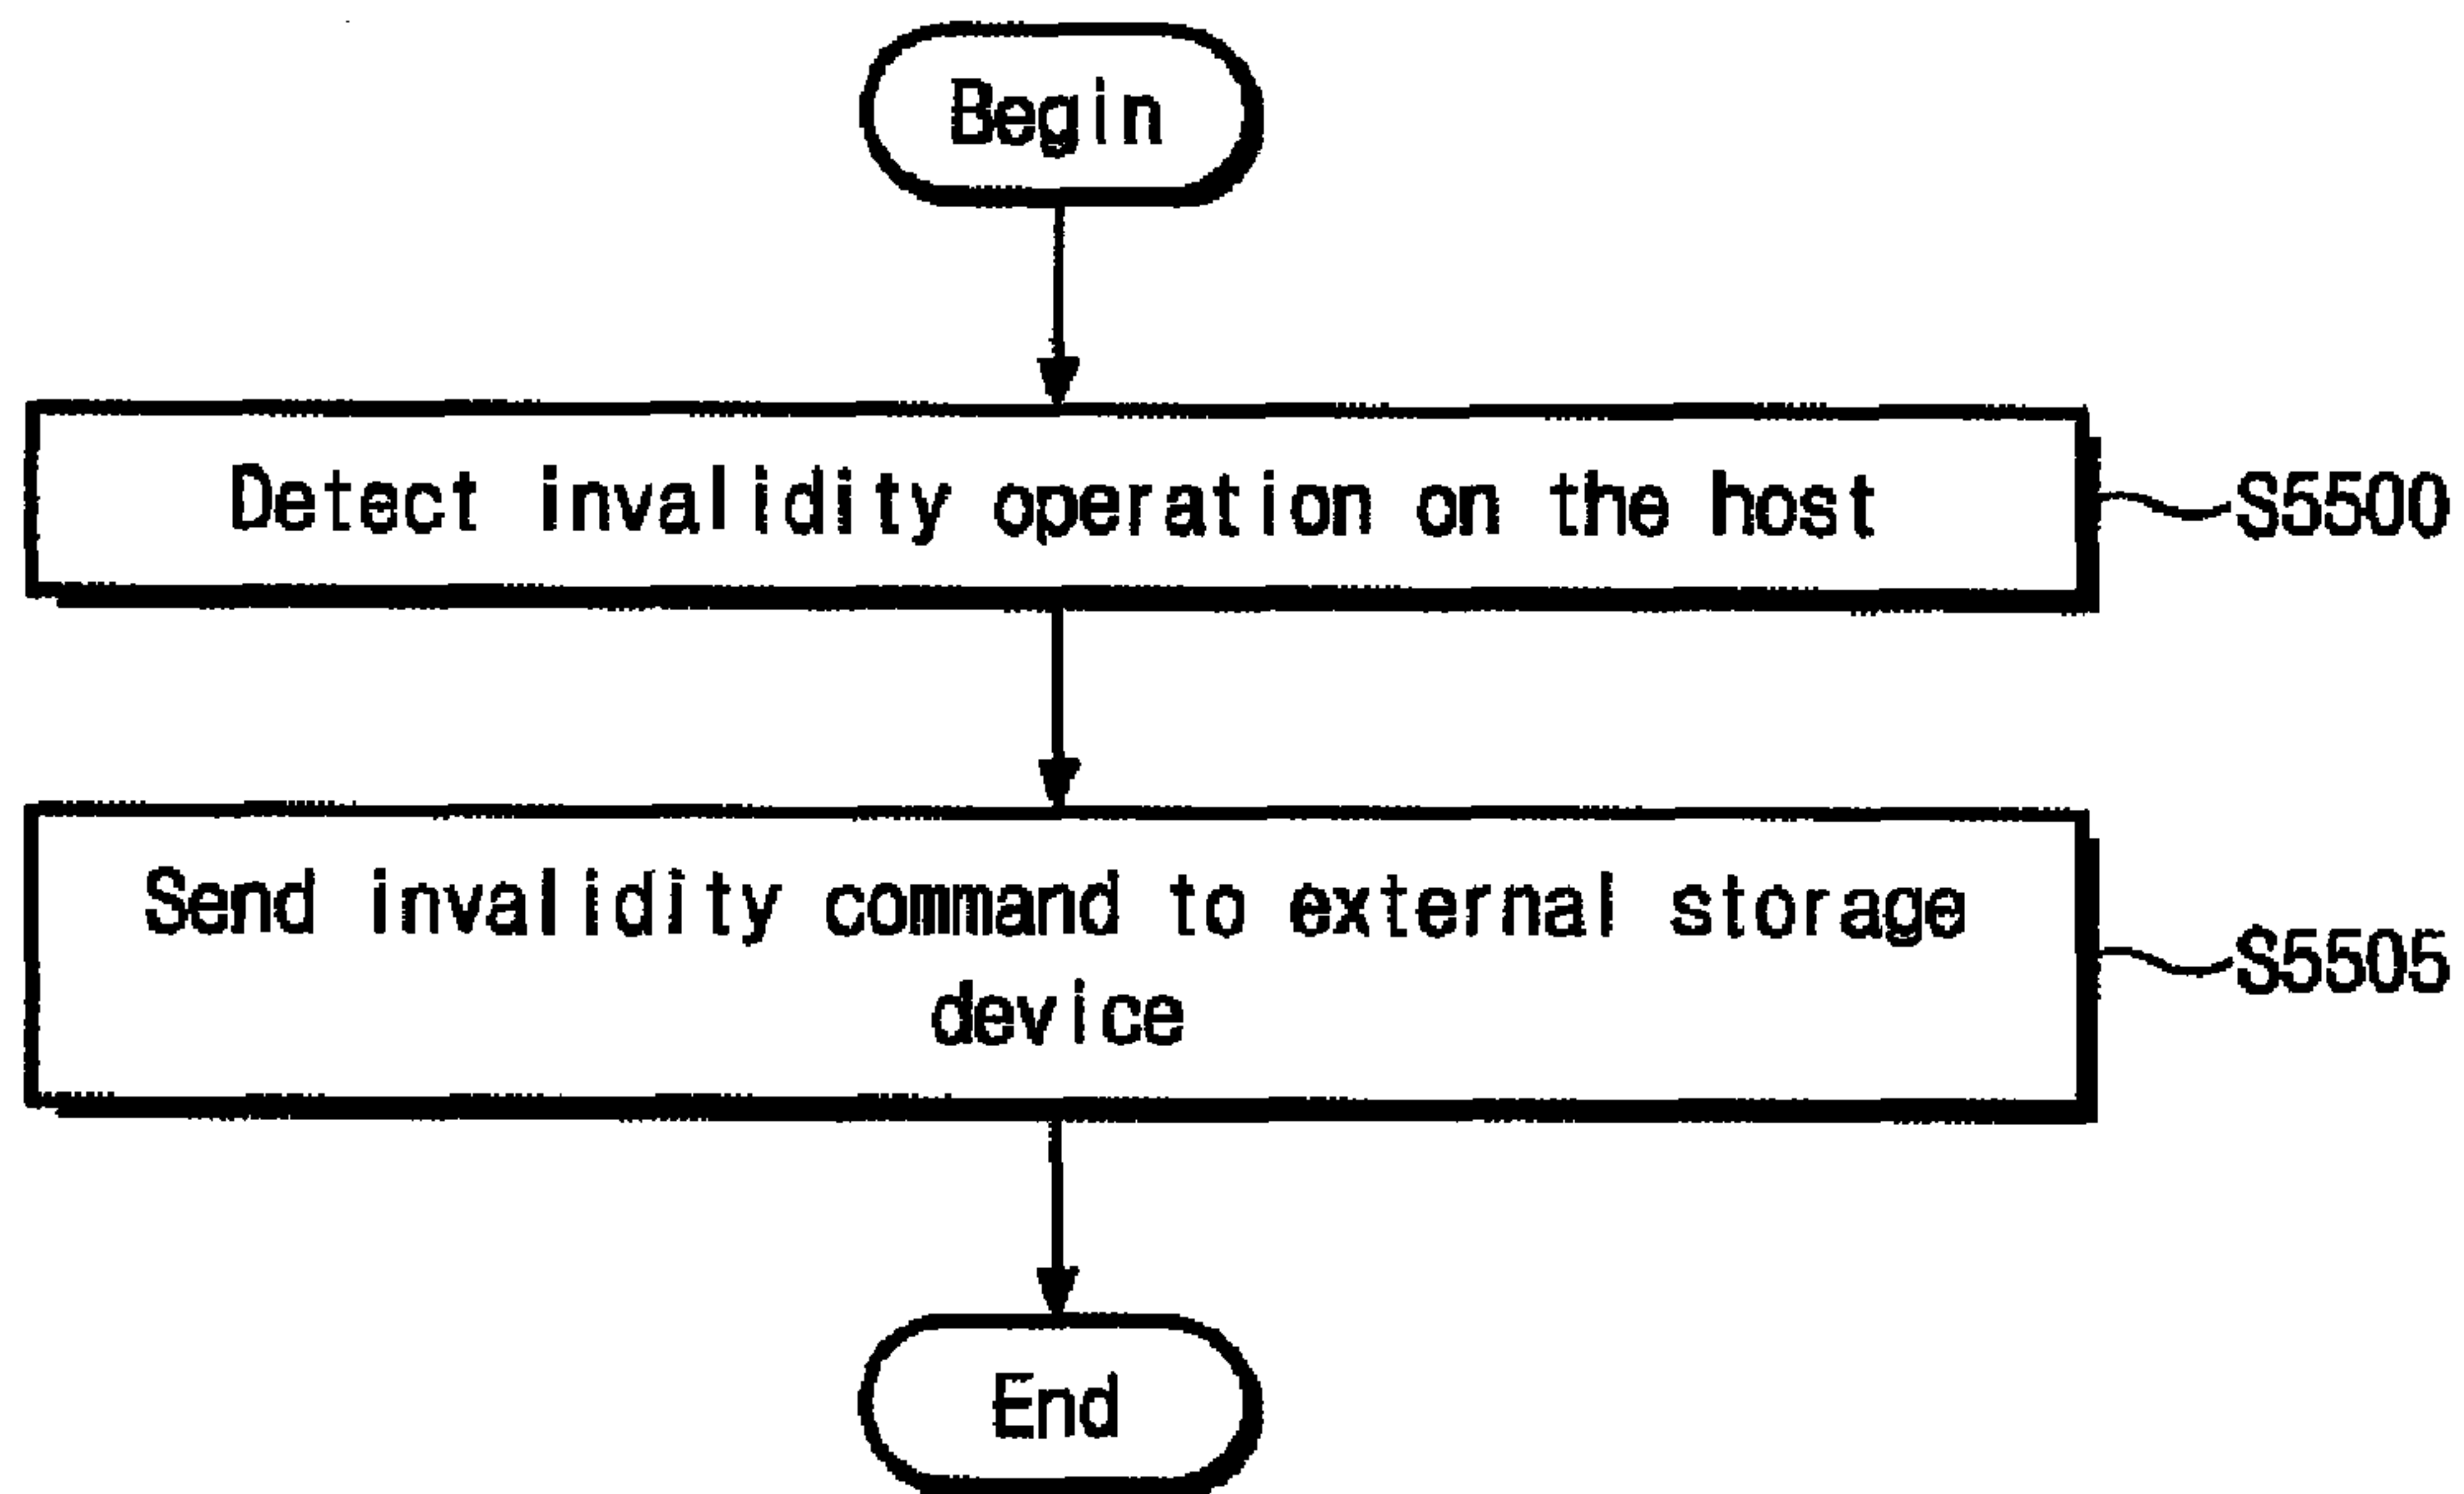 Begin
Detect invalidity operation on the host
S5500
Send invalidity command to external storage
device
S5505
End